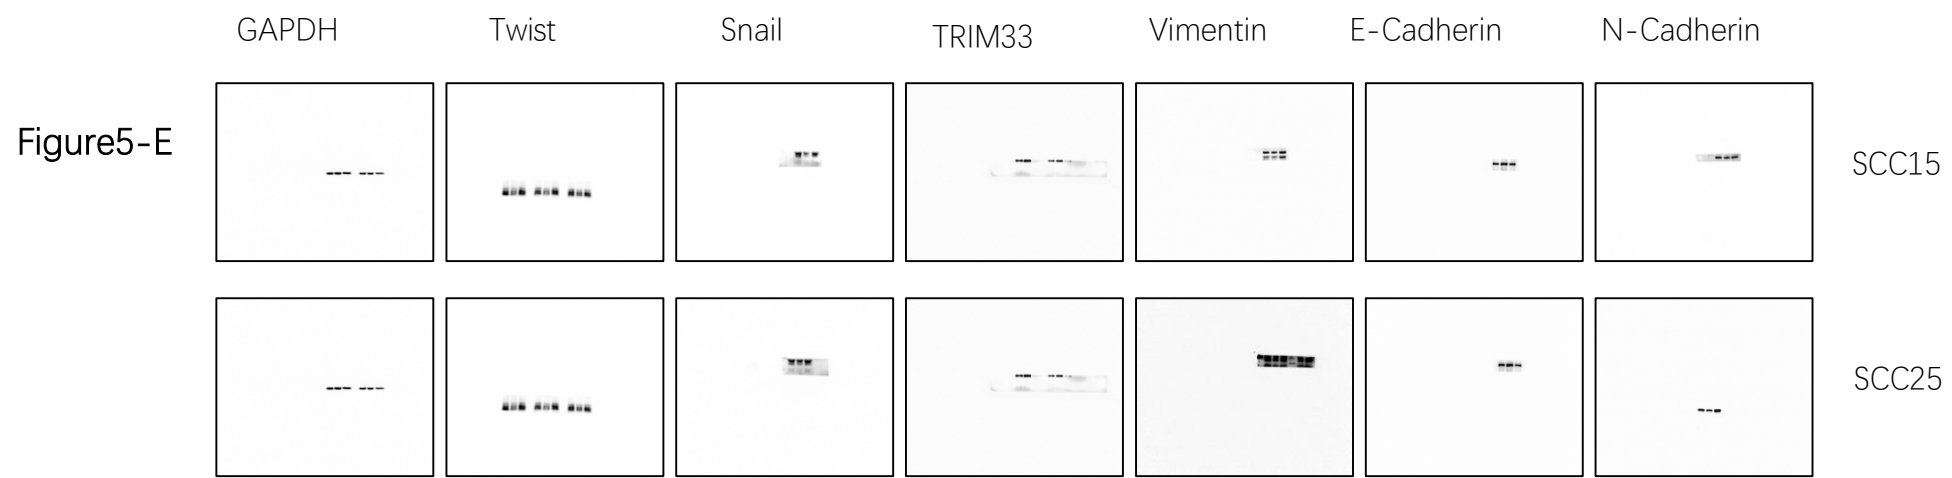 GAPDH Twist Snail TRIM33 Vimentin E-Cadherin N-Cadherin
Figure5-E
SCC15
SCC25